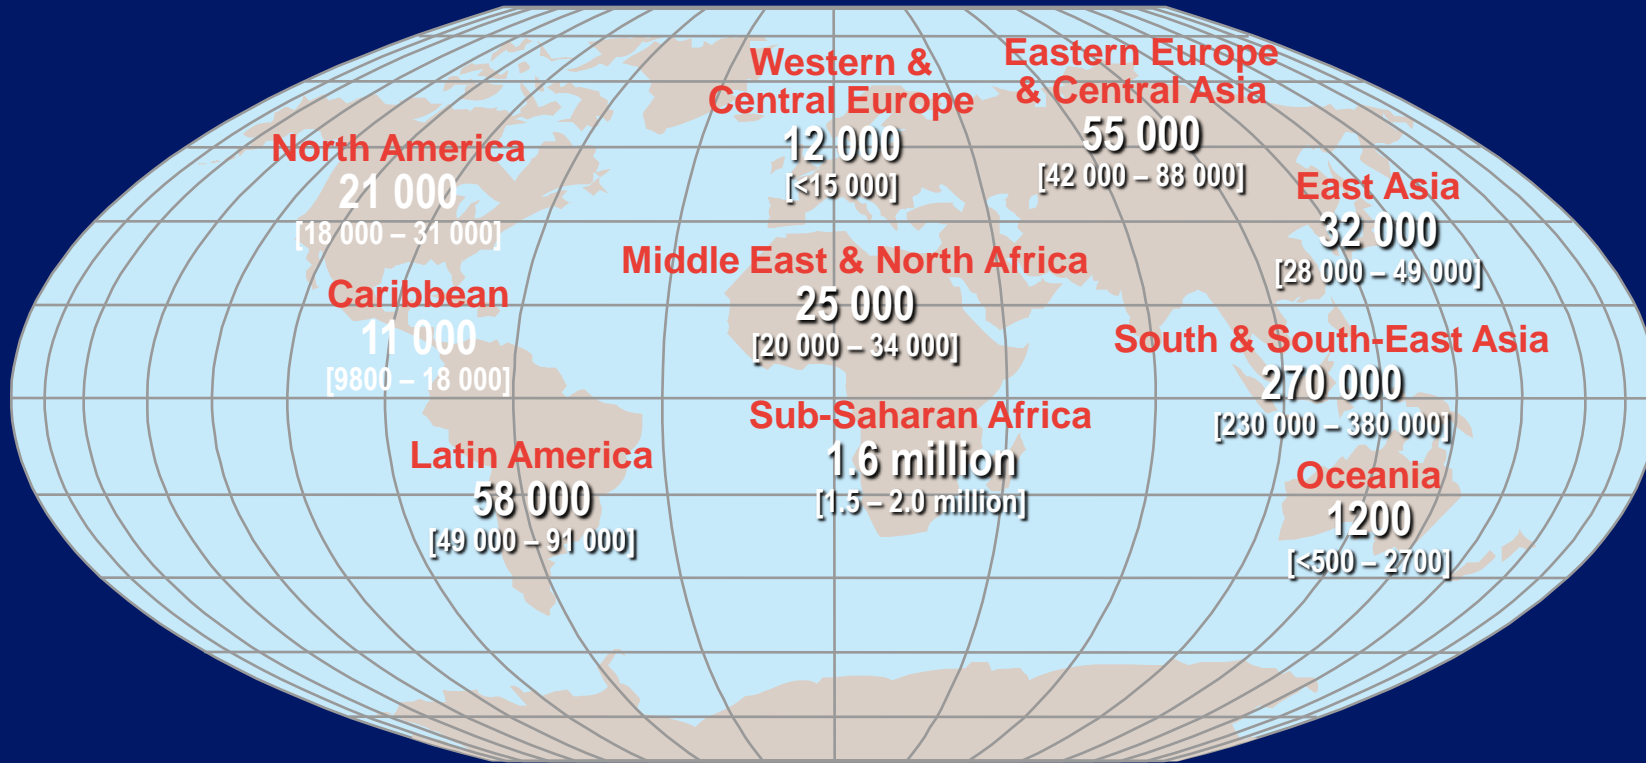 Western &
Central Europe
12 000
[<15 000]
Eastern Europe
& Central Asia
55 000
[42 000 – 88 000]
North America
21 000
[18 000 – 31 000]
East Asia
32 000
[28 000 – 49 000]
Middle East & North Africa
25 000
[20 000 – 34 000]
Caribbean
11 000
[9800 – 18 000]
South & South-East Asia
270 000
[230 000 – 380 000]
Sub-Saharan Africa
1.6 million
[1.5 – 2.0 million]
Latin America
58 000
[49 000 – 91 000]
Oceania
1200
[<500 – 2700]